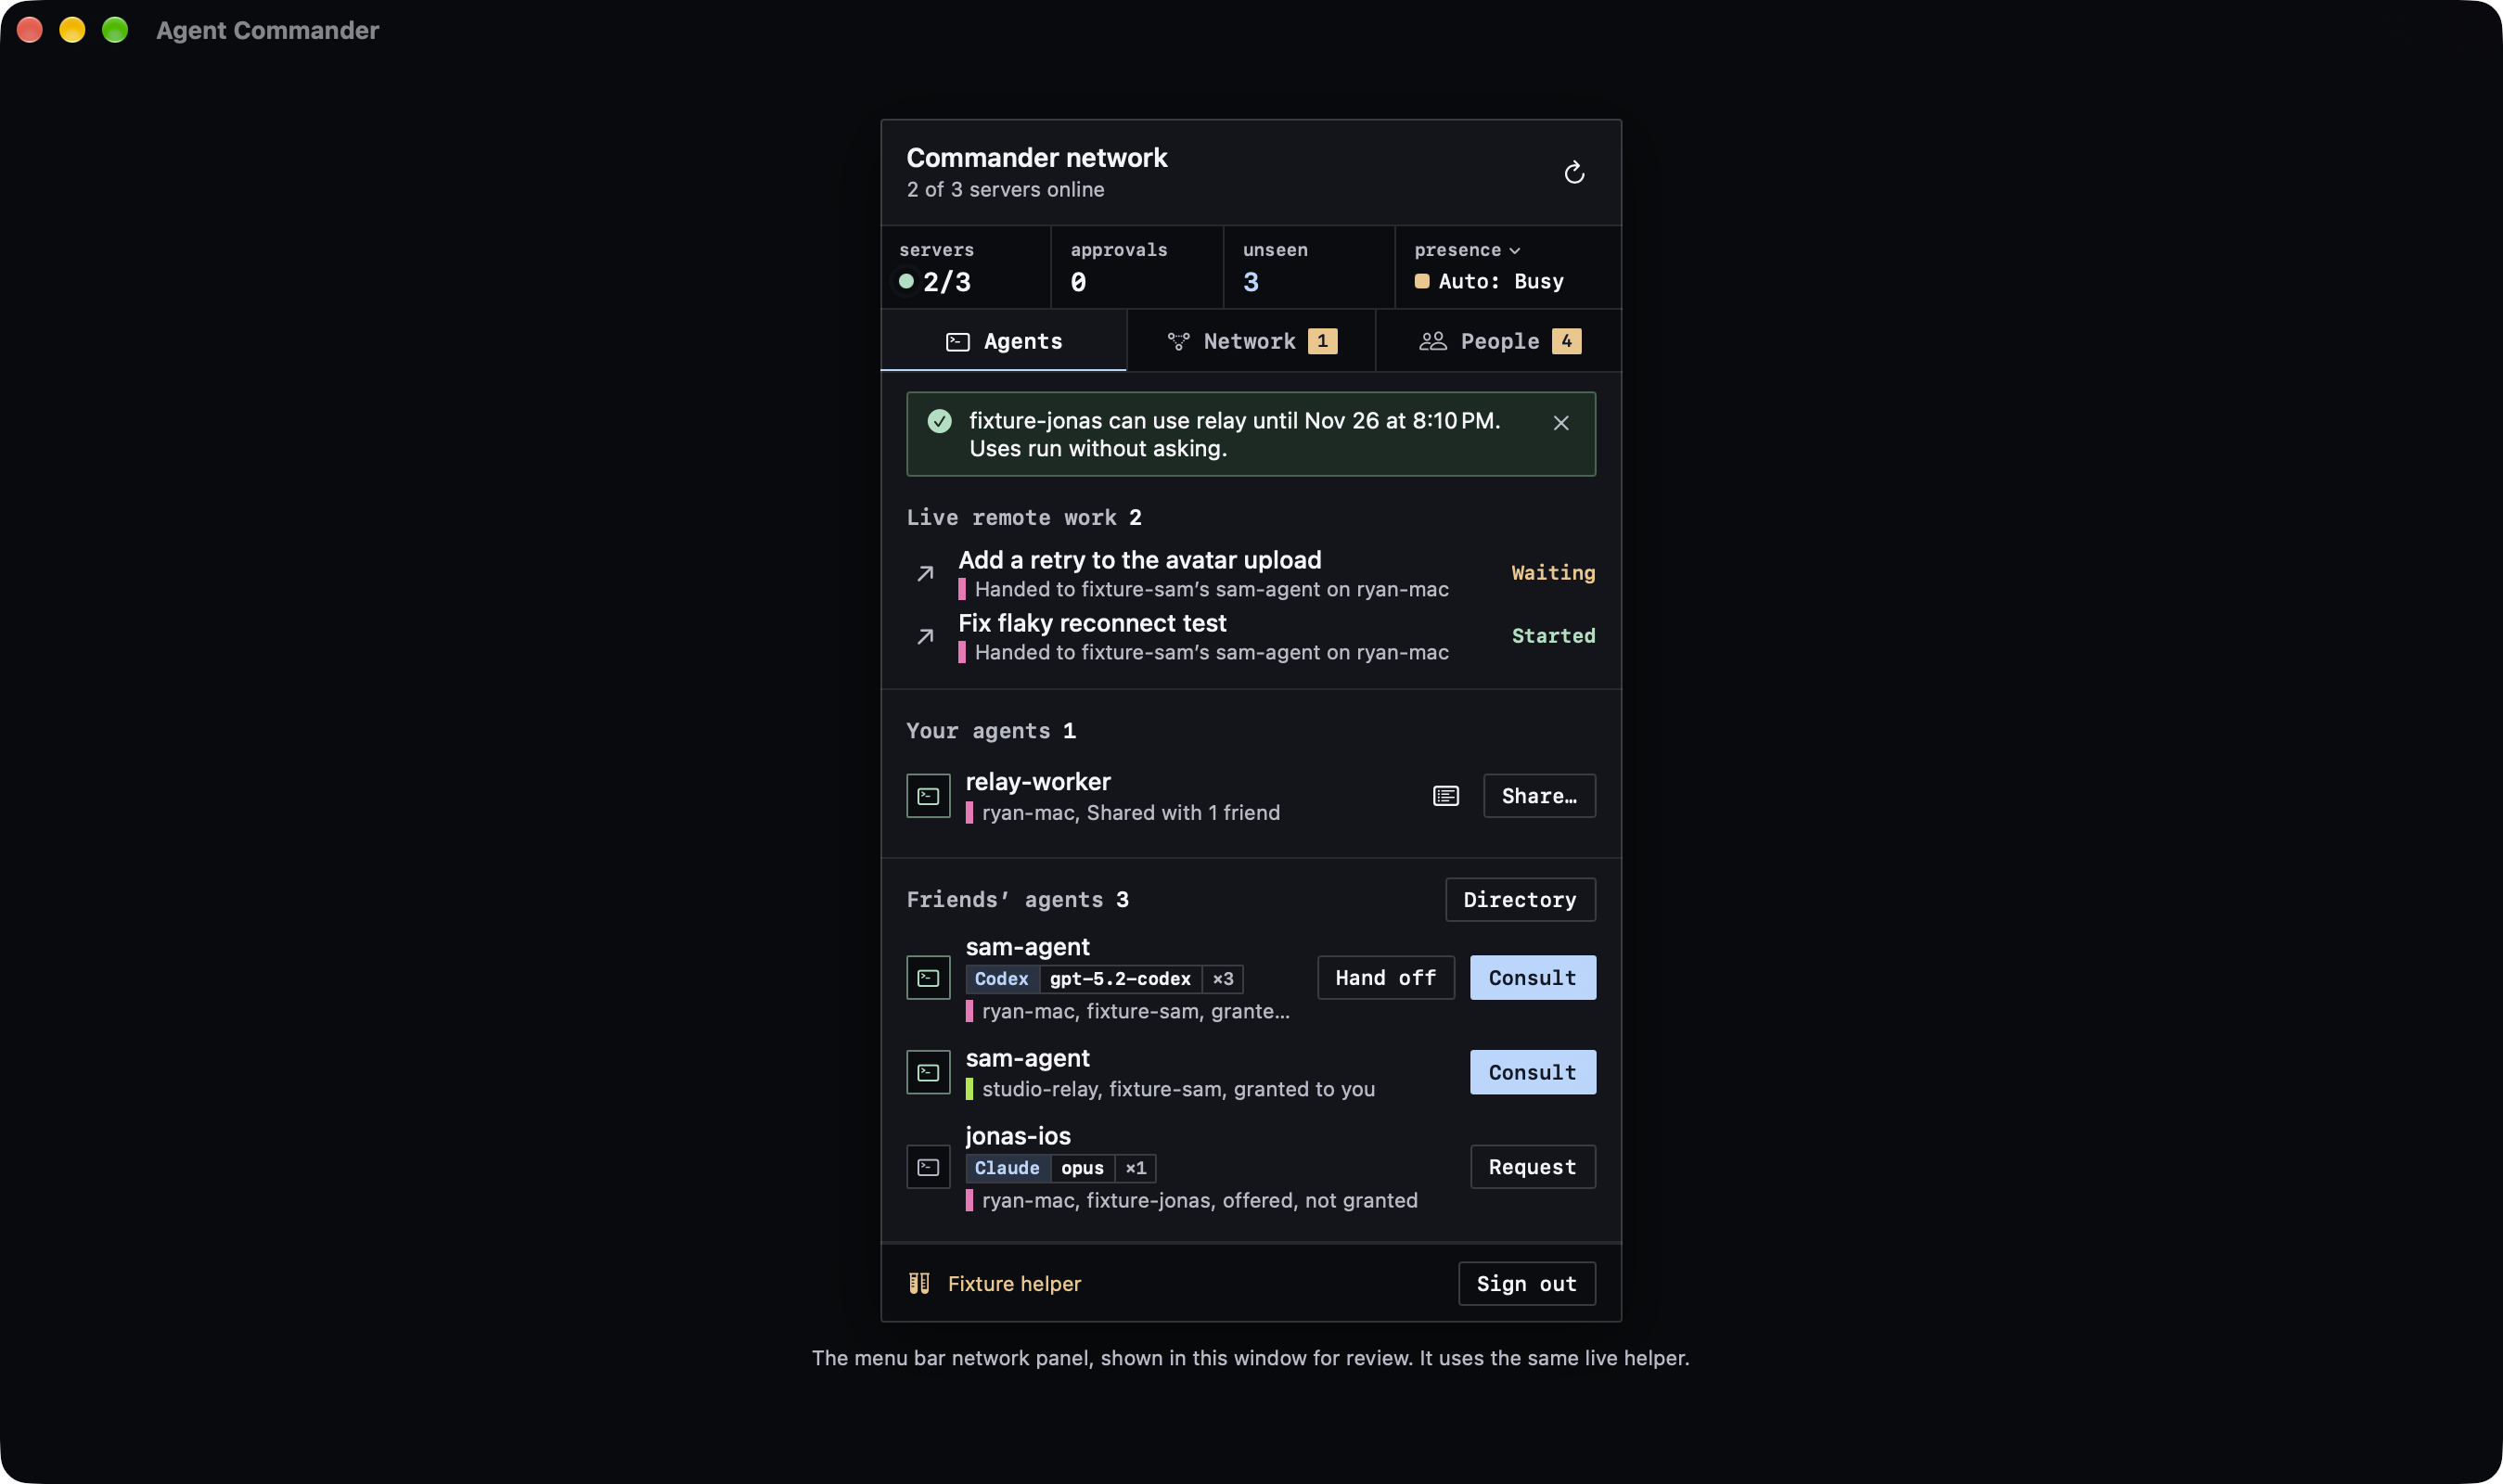 Agent Commander
Commander network
2 of 3 servers online
servers
2/3
approvals
0
unseen
3
presence
Auto: Busy
Agents
Network 1
People 4
fixture-jonas can use relay until Nov 26 at 8:10 PM.
Uses run without asking.
Live remote work 2
Add a retry to the avatar upload
Handed to fixture-sam’s sam-agent on ryan-mac
Waiting
Fix flaky reconnect test
Handed to fixture-sam’s sam-agent on ryan-mac
Started
Your agents 1
relay-worker
ryan-mac, Shared with 1 friend
Share…
Friends’ agents 3
Directory
sam-agent
Codex gpt-5.2-codex ×3
ryan-mac, fixture-sam, grante…
Hand off
Consult
sam-agent
studio-relay, fixture-sam, granted to you
Consult
jonas-ios
Claude opus ×1
ryan-mac, fixture-jonas, offered, not granted
Request
Fixture helper
Sign out
The menu bar network panel, shown in this window for review. It uses the same live helper.